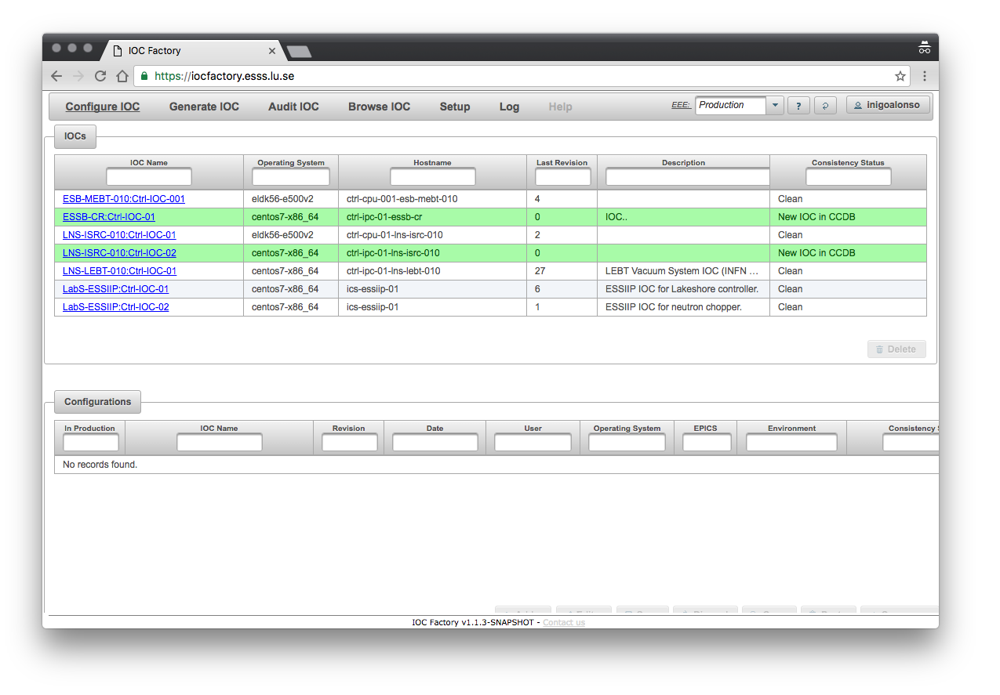 IOC Factory
https://iocfactory.esss.lu.se
Configure IOC Generate IOC Audit IOC Browse IOC Setup Log Help EEE: Production ? inigoalonso
IOCs
IOC Name Operating System Hostname Last Revision Description Consistency Status
ESB-MEBT-010:Ctrl-IOC-001 eldk56-e500v2 ctrl-cpu-001-esb-mebt-010 4 Clean
ESSB-CR:Ctrl-IOC-01 centos7-x86_64 ctrl-ipc-01-essb-cr 0 IOC.. New IOC in CCDB
LNS-ISRC-010:Ctrl-IOC-01 eldk56-e500v2 ctrl-cpu-01-lns-isrc-010 2 Clean
LNS-ISRC-010:Ctrl-IOC-02 centos7-x86_64 ctrl-ipc-01-lns-isrc-010 0 New IOC in CCDB
LNS-LEBT-010:Ctrl-IOC-01 centos7-x86_64 ctrl-ipc-01-lns-lebt-010 27 LEBT Vacuum System IOC (INFN ... Clean
LabS-ESSIIP:Ctrl-IOC-01 centos7-x86_64 ics-essiip-01 6 ESSIIP IOC for Lakeshore controller. Clean
LabS-ESSIIP:Ctrl-IOC-02 centos7-x86_64 ics-essiip-01 1 ESSIIP IOC for neutron chopper. Clean
Delete
Configurations
In Production IOC Name Revision Date User Operating System EPICS Environment Consistency
No records found.
IOC Factory v1.1.3-SNAPSHOT - Contact us